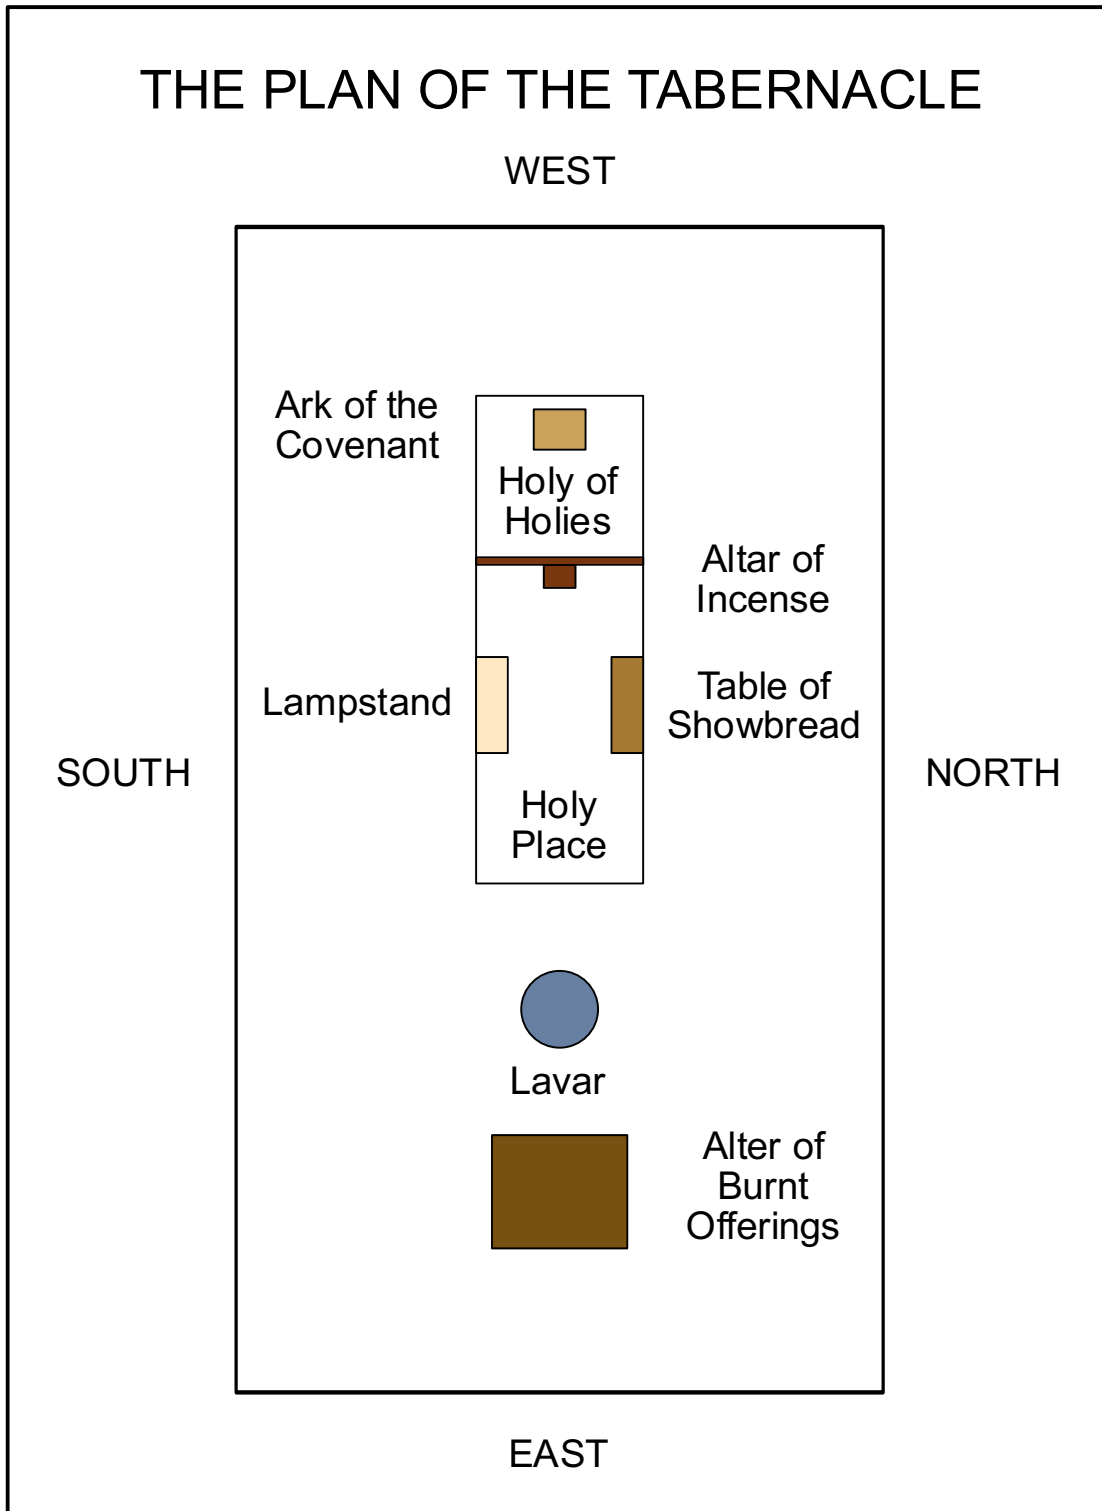 THE PLAN OF THE TABERNACLE
WEST
Ark of the
Covenant
Holy of
Holies
Altar of
Incense
Lampstand
Table of
Showbread
SOUTH
NORTH
Holy
Place
Lavar
Alter of
Burnt
Offerings
EAST